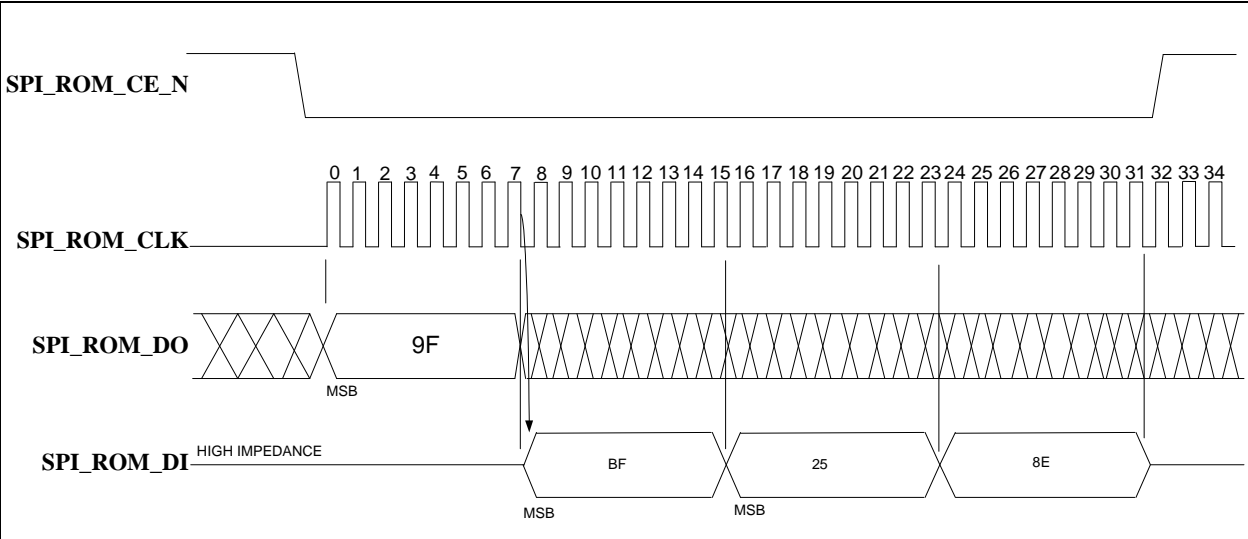 SPI_ROM_CE_N
0 1 2 3 4 5 6 7 8 9 10 11 12 13 14 15 16 17 18 19 20 21 22 23 24 25 26 27 28 29 30 31 32 33 34
SPI_ROM_CLK
SPI_ROM_DO
9F
MSB
SPI_ROM_DI
HIGH IMPEDANCE
BF
25
8E
MSB
MSB